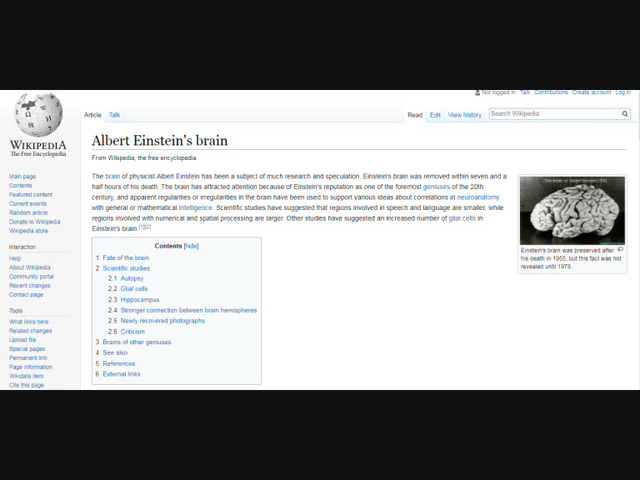 Not logged in Talk Contributions Create account Log in
Article Talk
Read Edit View history
Search Wikipedia
WIKIPEDIA
The Free Encyclopedia
Main page
Contents
Featured content
Current events
Random article
Donate to Wikipedia
Wikipedia store
Interaction
Help
About Wikipedia
Community portal
Recent changes
Contact page
Tools
What links here
Related changes
Upload file
Special pages
Permanent link
Page information
Wikidata item
Cite this page
Albert Einstein's brain
From Wikipedia, the free encyclopedia
The brain of physicist Albert Einstein has been a subject of much research and speculation. Einstein's brain was removed within seven and a
half hours of his death. The brain has attracted attention because of Einstein's reputation as one of the foremost geniuses of the 20th
century, and apparent regularities or irregularities in the brain have been used to support various ideas about correlations in neuroanatomy
with general or mathematical intelligence. Scientific studies have suggested that regions involved in speech and language are smaller, while
regions involved with numerical and spatial processing are larger. Other studies have suggested an increased number of glial cells in
Einstein's brain.[1][2]
Contents [hide]
1 Fate of the brain
2 Scientific studies
2.1 Autopsy
2.2 Glial cells
2.3 Hippocampus
2.4 Stronger connection between brain hemispheres
2.5 Newly recovered photographs
2.6 Criticism
3 Brains of other geniuses
4 See also
5 References
6 External links
The brain of Albert Einstein 1955
Einstein's brain was preserved after
his death in 1955, but this fact was not
revealed until 1978.